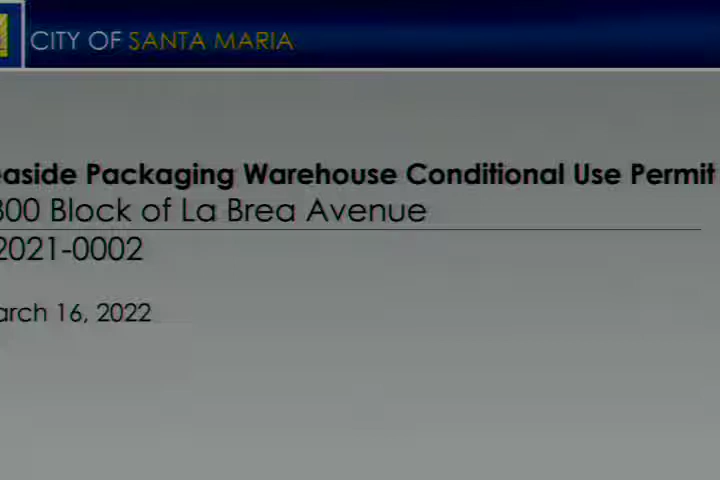 CITY OF SANTA MARIA
easide Packaging Warehouse Conditional Use Permit
300 Block of La Brea Avenue
2021-0002
arch 16, 2022